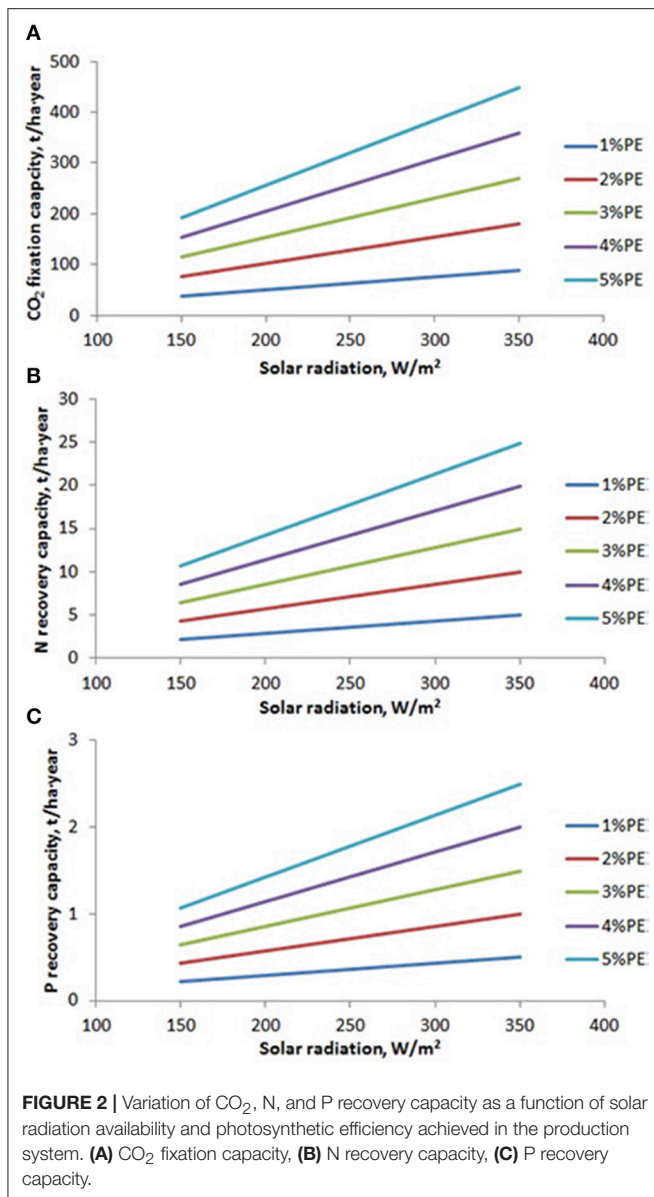 A
CO₂ fixation caapcity, t/ha·year
500
400
300
200
100
0
100 150 200 250 300 350 400
Solar radiation, W/m²
1%PE
2%PE
3%PE
4%PE
5%PE
B
N recovery capacity, t/ha·year
30
25
20
15
10
5
0
100 150 200 250 300 350 400
Solar radiation, W/m²
1%PE
2%PE
3%PE
4%PE
5%PE
C
P recovery capacity, t/ha·year
3
2
1
0
100 150 200 250 300 350 400
Solar radiation, W/m²
1%PE
2%PE
3%PE
4%PE
5%PE
FIGURE 2 | Variation of CO₂, N, and P recovery capacity as a function of solar
radiation availability and photosynthetic efficiency achieved in the production
system. (A) CO₂ fixation capacity, (B) N recovery capacity, (C) P recovery
capacity.